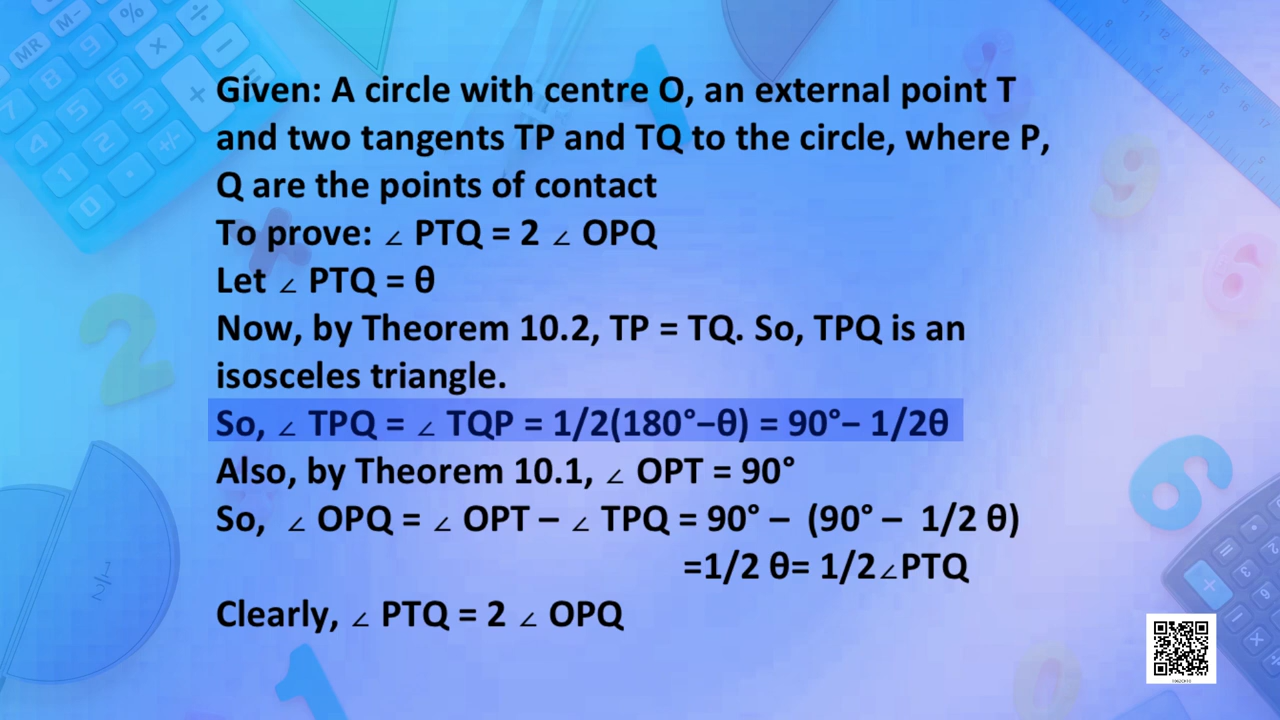 Given: A circle with centre O, an external point T
and two tangents TP and TQ to the circle, where P,
Q are the points of contact
To prove: ∠ PTQ = 2 ∠ OPQ
Let ∠ PTQ = θ
Now, by Theorem 10.2, TP = TQ. So, TPQ is an
isosceles triangle.
So, ∠ TPQ = ∠ TQP = 1/2(180°−θ) = 90°− 1/2θ
Also, by Theorem 10.1, ∠ OPT = 90°
So, ∠ OPQ = ∠ OPT − ∠ TPQ = 90° − (90° − 1/2 θ)
=1/2 θ= 1/2∠PTQ
Clearly, ∠ PTQ = 2 ∠ OPQ